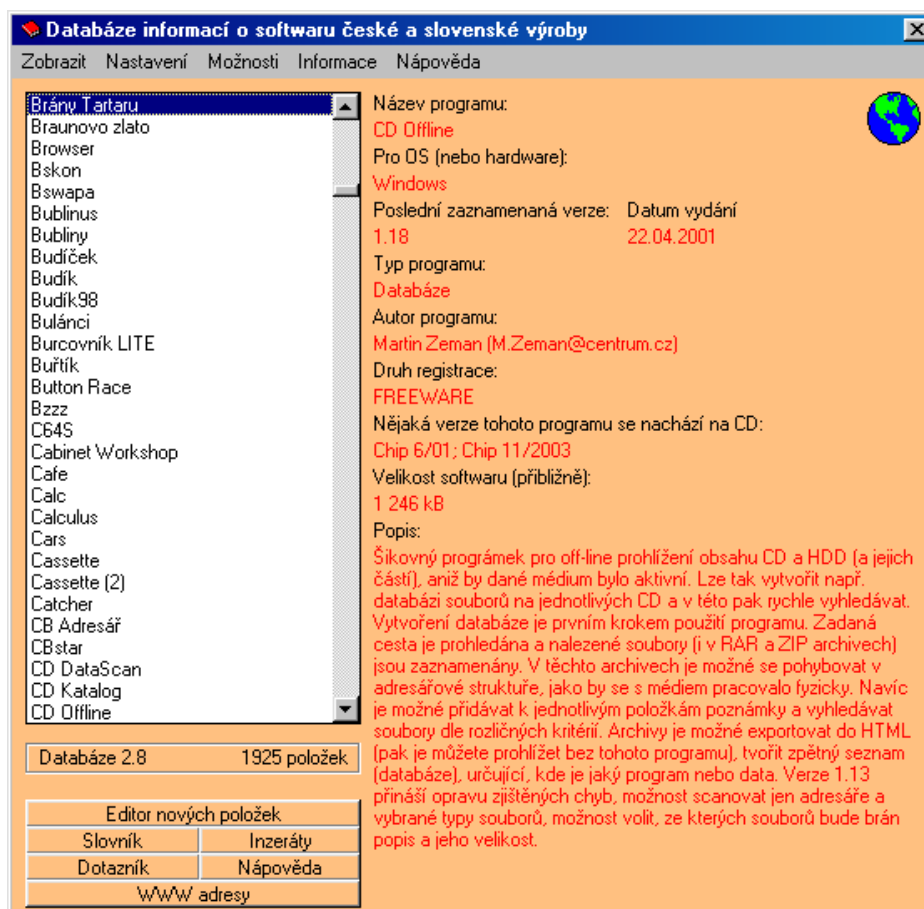 Databáze informací o softwaru české a slovenské výroby
Zobrazit Nastavení Možnosti Informace Nápověda
Brány Tartaru
Braunovo zlato
Browser
Bskon
Bswapa
Bublinus
Bubliny
Budíček
Budík
Budík98
Bulánci
Burcovník LITE
Buřtík
Button Race
Bzzz
C64S
Cabinet Workshop
Cafe
Calc
Calculus
Cars
Cassette
Cassette (2)
Catcher
CB Adresář
CBstar
CD DataScan
CD Katalog
CD Offline
Databáze 2.8 1925 položek
Editor nových položek
Slovník Inzeráty
Dotazník Nápověda
WWW adresy
Název programu:
CD Offline
Pro OS (nebo hardware):
Windows
Poslední zaznamenaná verze: Datum vydání
1.18 22.04.2001
Typ programu:
Databáze
Autor programu:
Martin Zeman (M.Zeman@centrum.cz)
Druh registrace:
FREEWARE
Nějaká verze tohoto programu se nachází na CD:
Chip 6/01; Chip 11/2003
Velikost softwaru (přibližně):
1 246 kB
Popis:
Šikovný prográmek pro off-line prohlížení obsahu CD a HDD (a jejich
částí), aniž by dané médium bylo aktivní. Lze tak vytvořit např.
databázi souborů na jednotlivých CD a v této pak rychle vyhledávat.
Vytvoření databáze je prvním krokem použití programu. Zadaná
cesta je prohledána a nalezené soubory (i v RAR a ZIP archivech)
jsou zaznamenány. V těchto archivech je možné se pohybovat v
adresářové struktuře, jako by se s médiem pracovalo fyzicky. Navíc
je možné přidávat k jednotlivým položkám poznámky a vyhledávat
soubory dle rozličných kritérií. Archivy je možné exportovat do HTML
(pak je můžete prohlížet bez tohoto programu), tvořit zpětný seznam
(databáze), určující, kde je jaký program nebo data. Verze 1.13
přináší opravu zjištěných chyb, možnost scanovat jen adresáře a
vybrané typy souborů, možnost volit, ze kterých souborů bude brán
popis a jeho velikost.